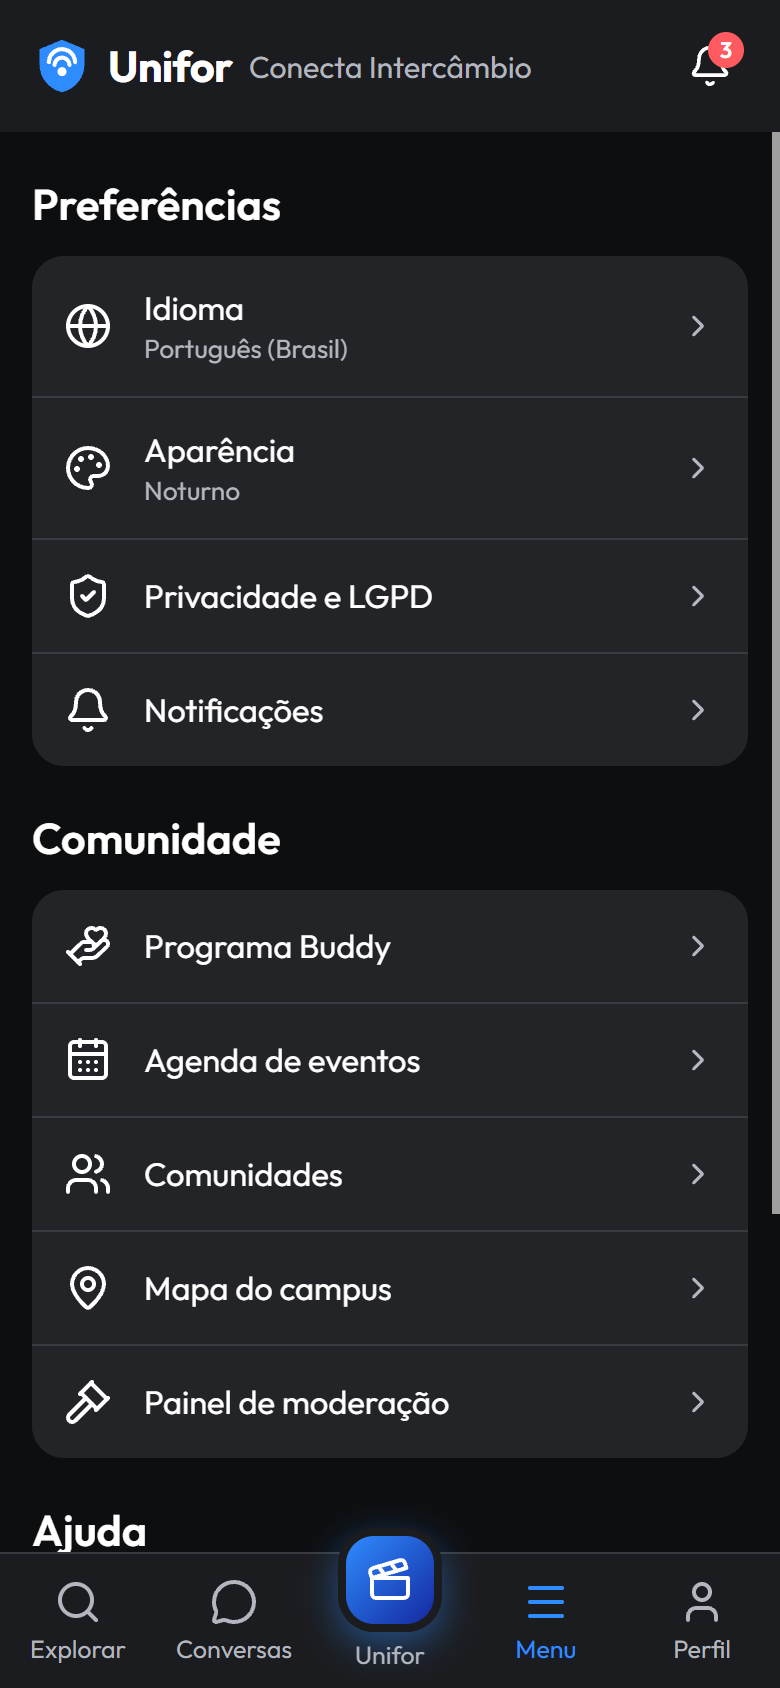 Unifor Conecta Intercâmbio
3
Preferências
Idioma
Português (Brasil)
Aparência
Noturno
Privacidade e LGPD
Notificações
Comunidade
Programa Buddy
Agenda de eventos
Comunidades
Mapa do campus
Painel de moderação
Ajuda
Explorar
Conversas
Unifor
Menu
Perfil